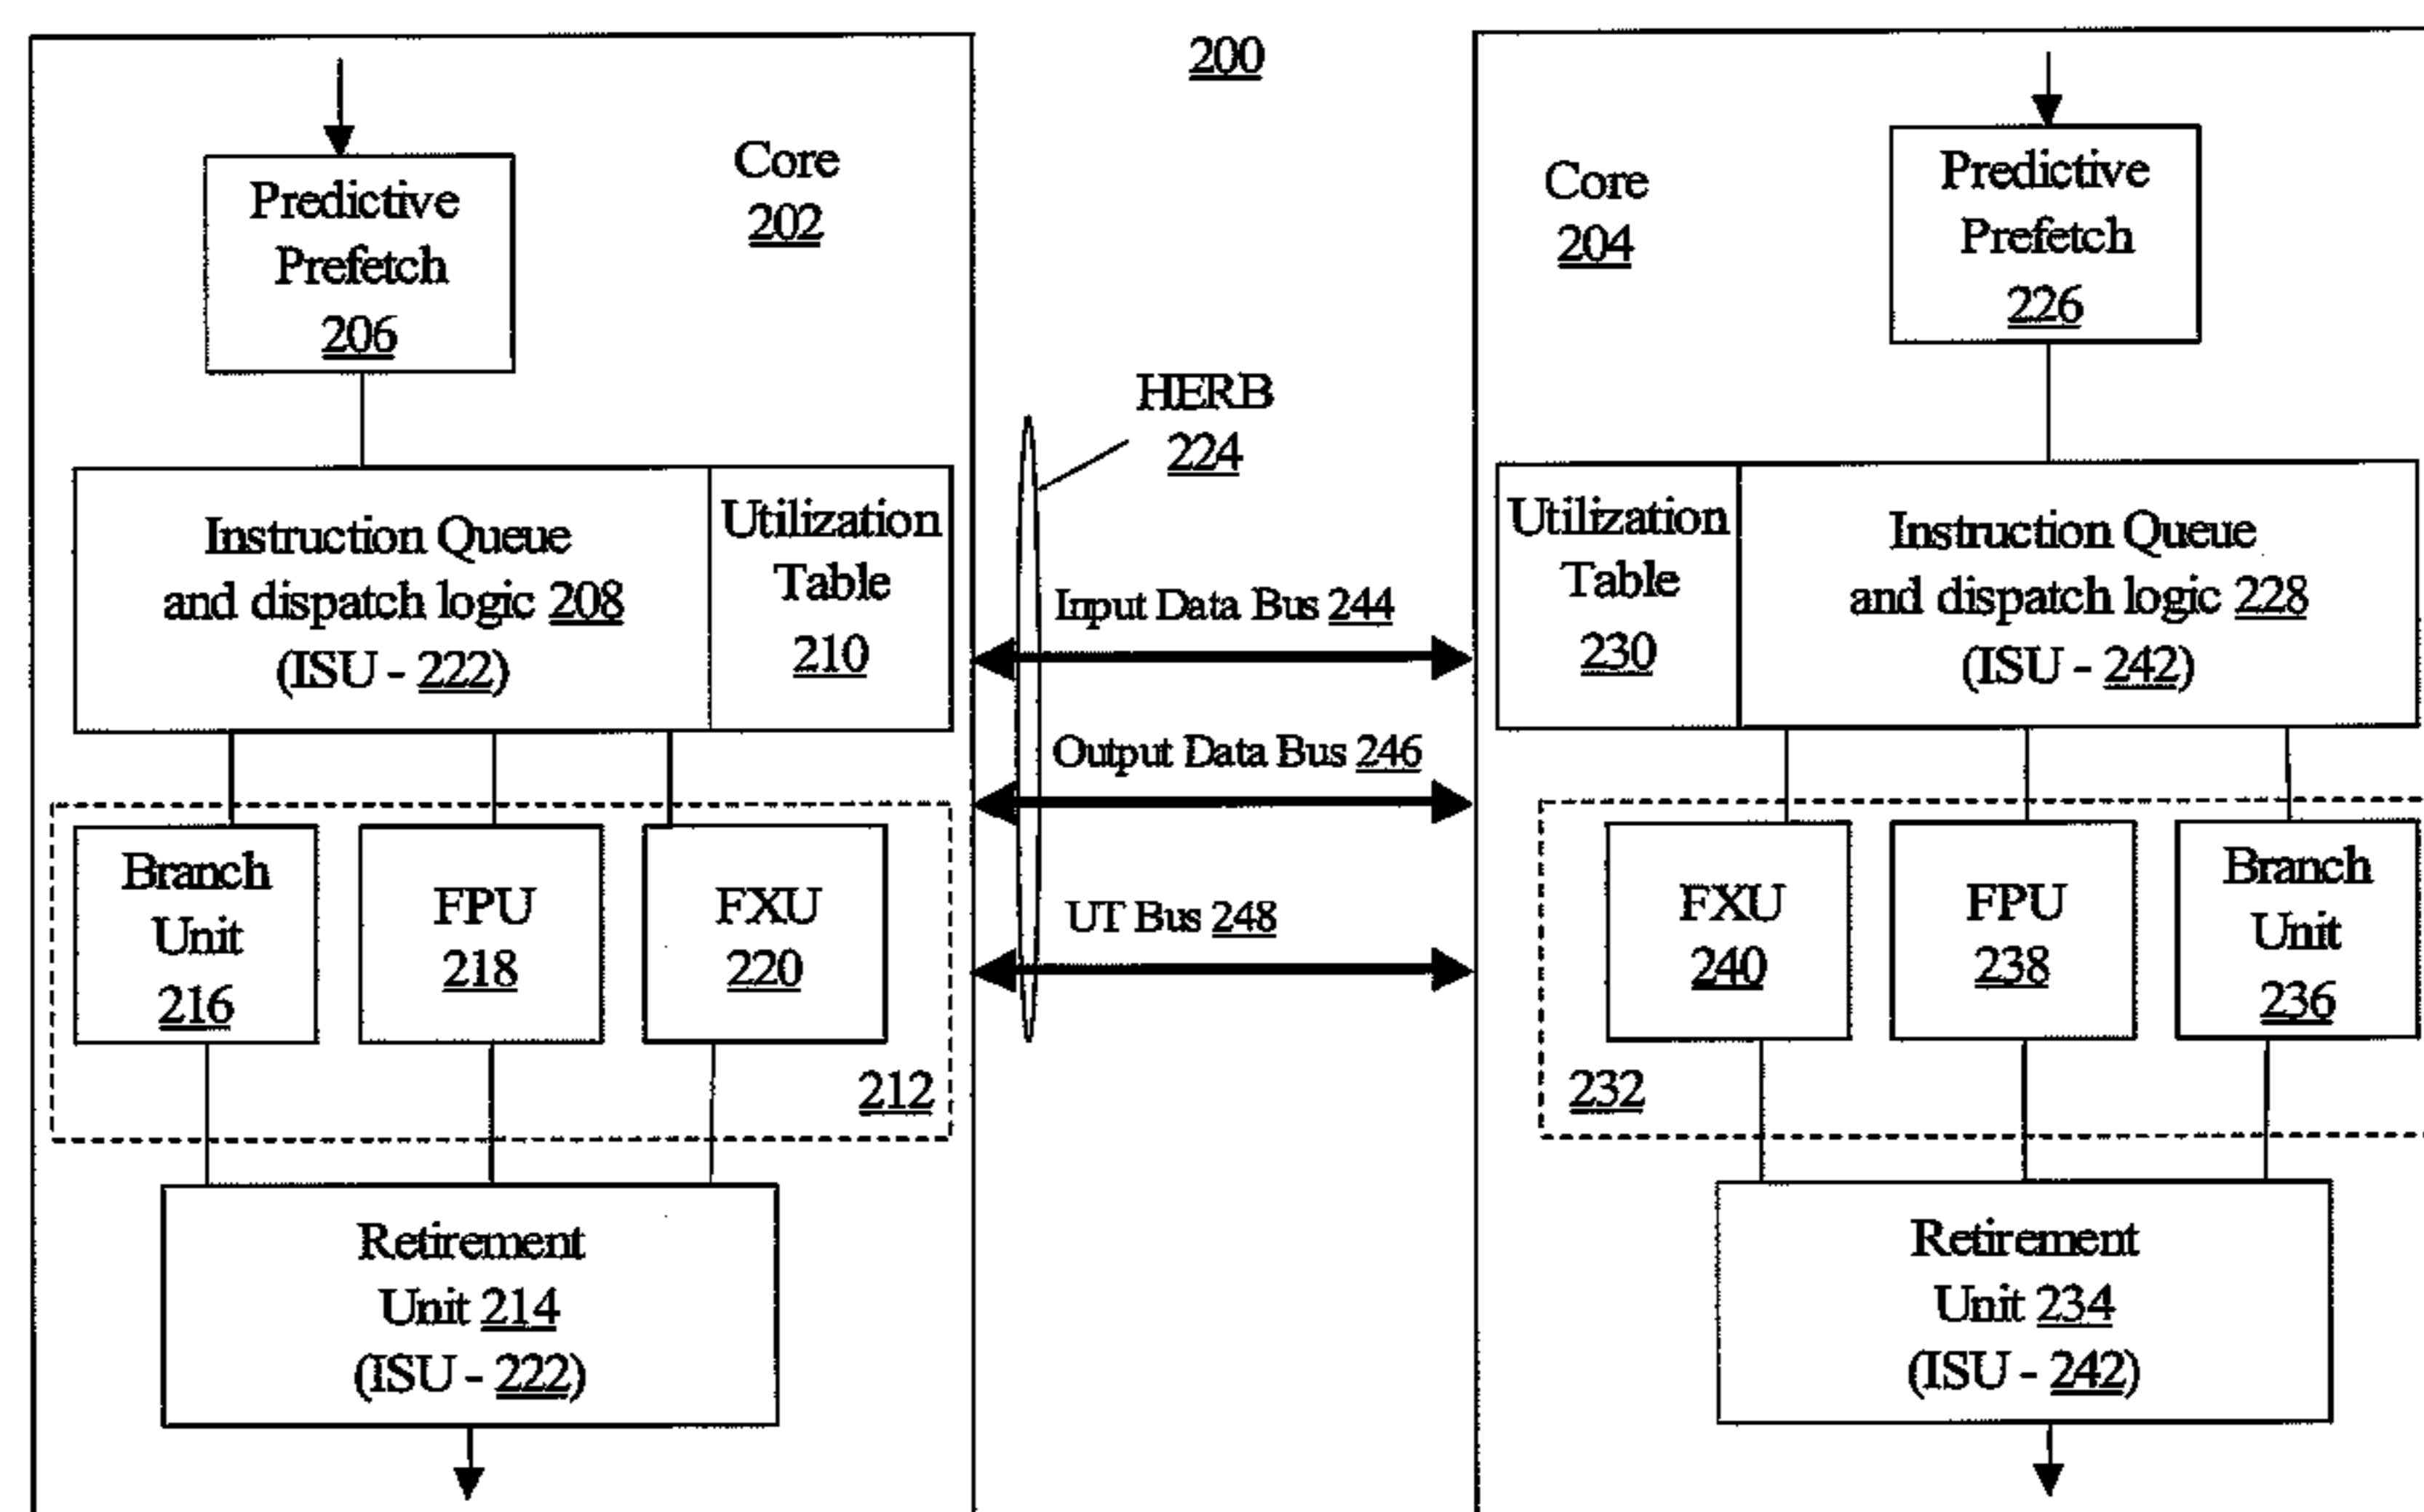 200
Core
202
Predictive
Prefetch
206
Instruction Queue
and dispatch logic 208
(ISU - 222)
Utilization
Table
210
Branch
Unit
216
FPU
218
FXU
220
212
Retirement
Unit 214
(ISU - 222)
HERB
224
Input Data Bus 244
Output Data Bus 246
UT Bus 248
Core
204
Predictive
Prefetch
226
Utilization
Table
230
Instruction Queue
and dispatch logic 228
(ISU - 242)
FXU
240
FPU
238
Branch
Unit
236
232
Retirement
Unit 234
(ISU - 242)